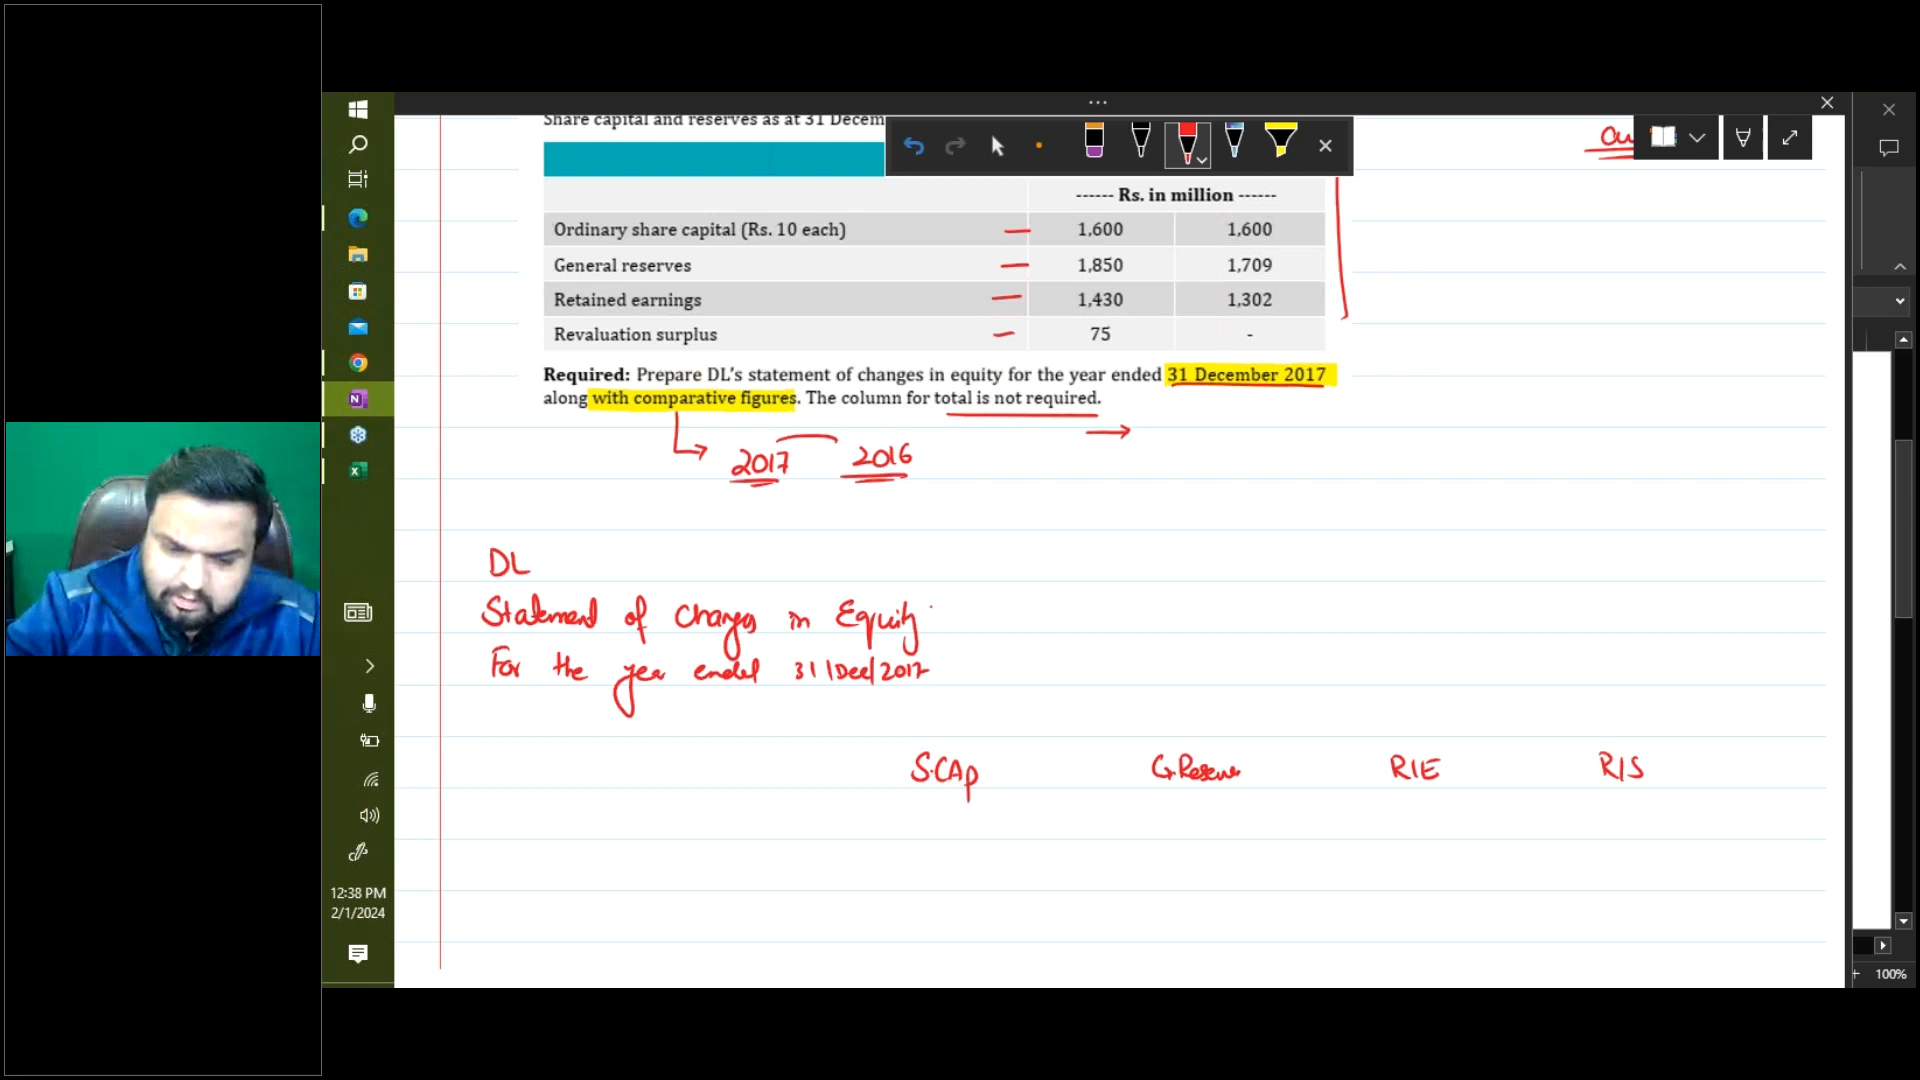 Share capital and reserves as at 31 Decem
------ Rs. in million ------
Ordinary share capital (Rs. 10 each) 1,600 1,600
General reserves 1,850 1,709
Retained earnings 1,430 1,302
Revaluation surplus 75 -
Required: Prepare DL's statement of changes in equity for the year ended 31 December 2017
along with comparative figures. The column for total is not required.
2017 2016
DL
Statement of Changes in Equity
For the year ended 31/Dec/2017
S.CAp G.Reserve R/E R/S
12:38 PM
2/1/2024
100%